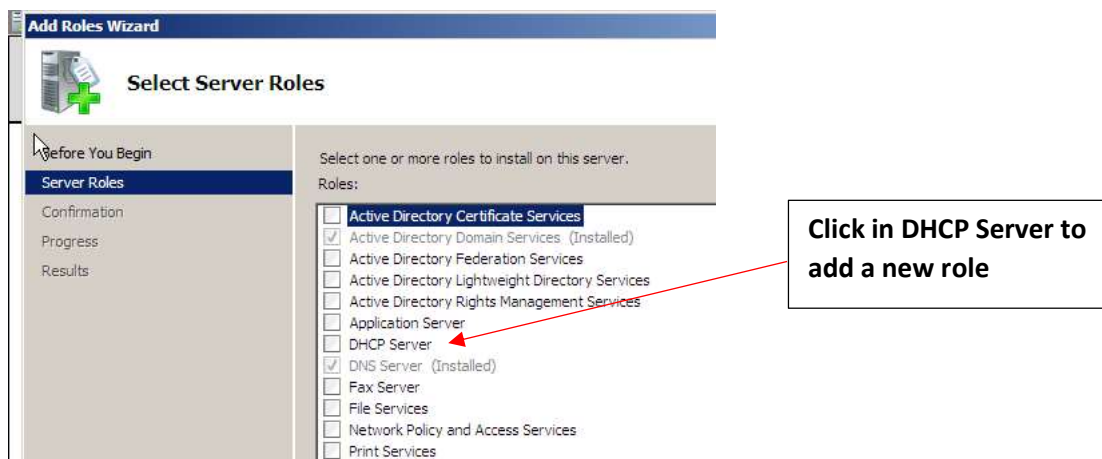 Add Roles Wizard
Select Server Roles
Before You Begin
Server Roles
Confirmation
Progress
Results
Select one or more roles to install on this server.
Roles:
Active Directory Certificate Services
Active Directory Domain Services (Installed)
Active Directory Federation Services
Active Directory Lightweight Directory Services
Active Directory Rights Management Services
Application Server
DHCP Server
DNS Server (Installed)
Fax Server
File Services
Network Policy and Access Services
Print Services
Click in DHCP Server to
add a new role